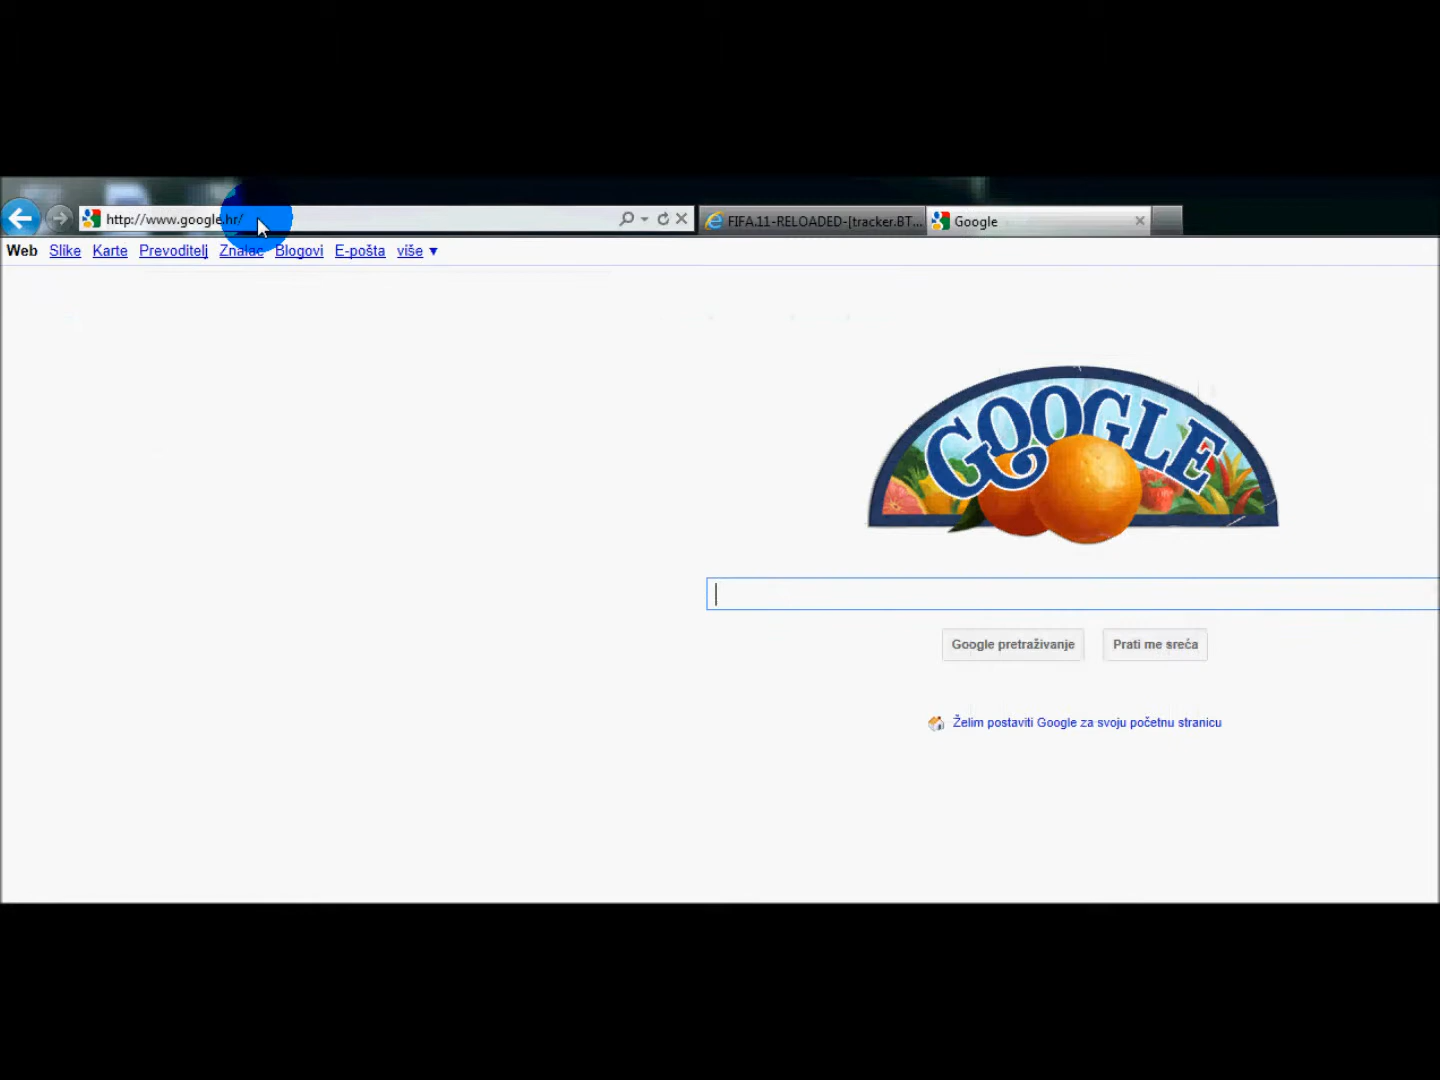 http://www.google.hr/
FIFA.11-RELOADED-[tracker.BT...
Google
Web Slike Karte Prevoditelj Znalac Blogovi E-pošta više ▼
GOOGLE
Google pretraživanje
Prati me sreća
Želim postaviti Google za svoju početnu stranicu